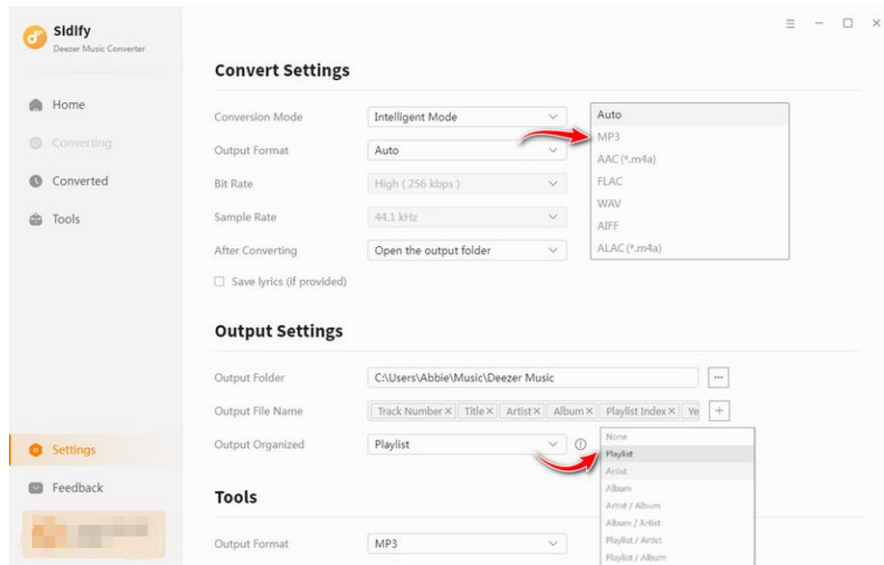 Sidify
Deezer Music Converter
Home
Converting
Converted
Tools
Settings
Feedback
Convert Settings
Conversion Mode Intelligent Mode
Output Format Auto
Bit Rate High ( 256 kbps )
Sample Rate 44.1 kHz
After Converting Open the output folder
Save lyrics (if provided)
Auto
MP3
AAC (*.m4a)
FLAC
WAV
AIFF
ALAC (*.m4a)
Output Settings
Output Folder C:\Users\Abbie\Music\Deezer Music ...
Output File Name Track Number × Title × Artist × Album × Playlist Index × Ye +
Output Organized Playlist
None
Playlist
Artist
Album
Artist / Album
Album / Artist
Playlist / Artist
Playlist / Album
Tools
Output Format MP3